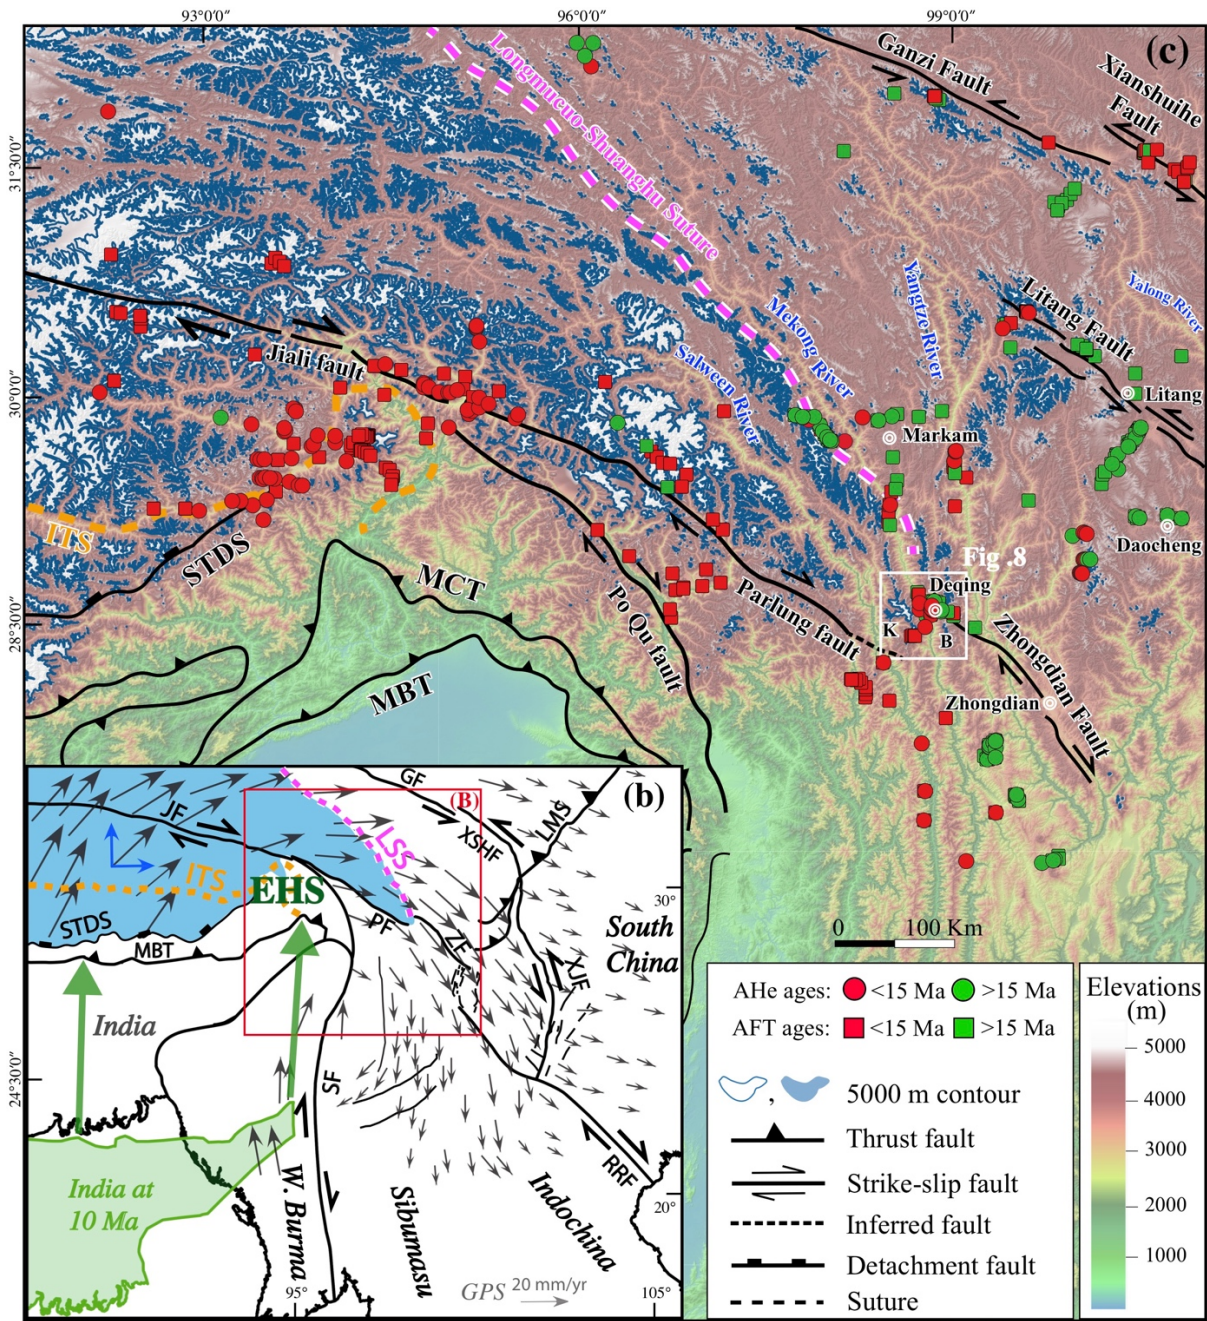 93°0'0"
96°0'0"
99°0'0"
(c)
Ganzi Fault
Xianshuihe
Fault
Longmucuo-Shuanghu Suture
31°30'0"
Yangtze River
Mekong River
Salween River
Yalong River
Litang Fault
Jiali fault
30°0'0"
Litang
Markam
ITS
STDS
Daocheng
Fig .8
MCT
Deqing
Po Qu fault
Parlung fault
K
B
28°30'0"
Zhongdian Fault
MBT
Zhongdian
(b)
GF
(B)
JF
LMS
XSHF
LSS
ITS
EHS
30°
STDS
MBT
PF
ZF
South
China
XJF
India
SF
24°30'0"
RRF
India at
10 Ma
W. Burma
Sibumasu
Indochina
20°
GPS 20 mm/yr
95°
105°
0 100 Km
AHe ages: <15 Ma >15 Ma
AFT ages: <15 Ma >15 Ma
, 5000 m contour
Thrust fault
Strike-slip fault
Inferred fault
Detachment fault
Suture
Elevations
(m)
5000
4000
3000
2000
1000